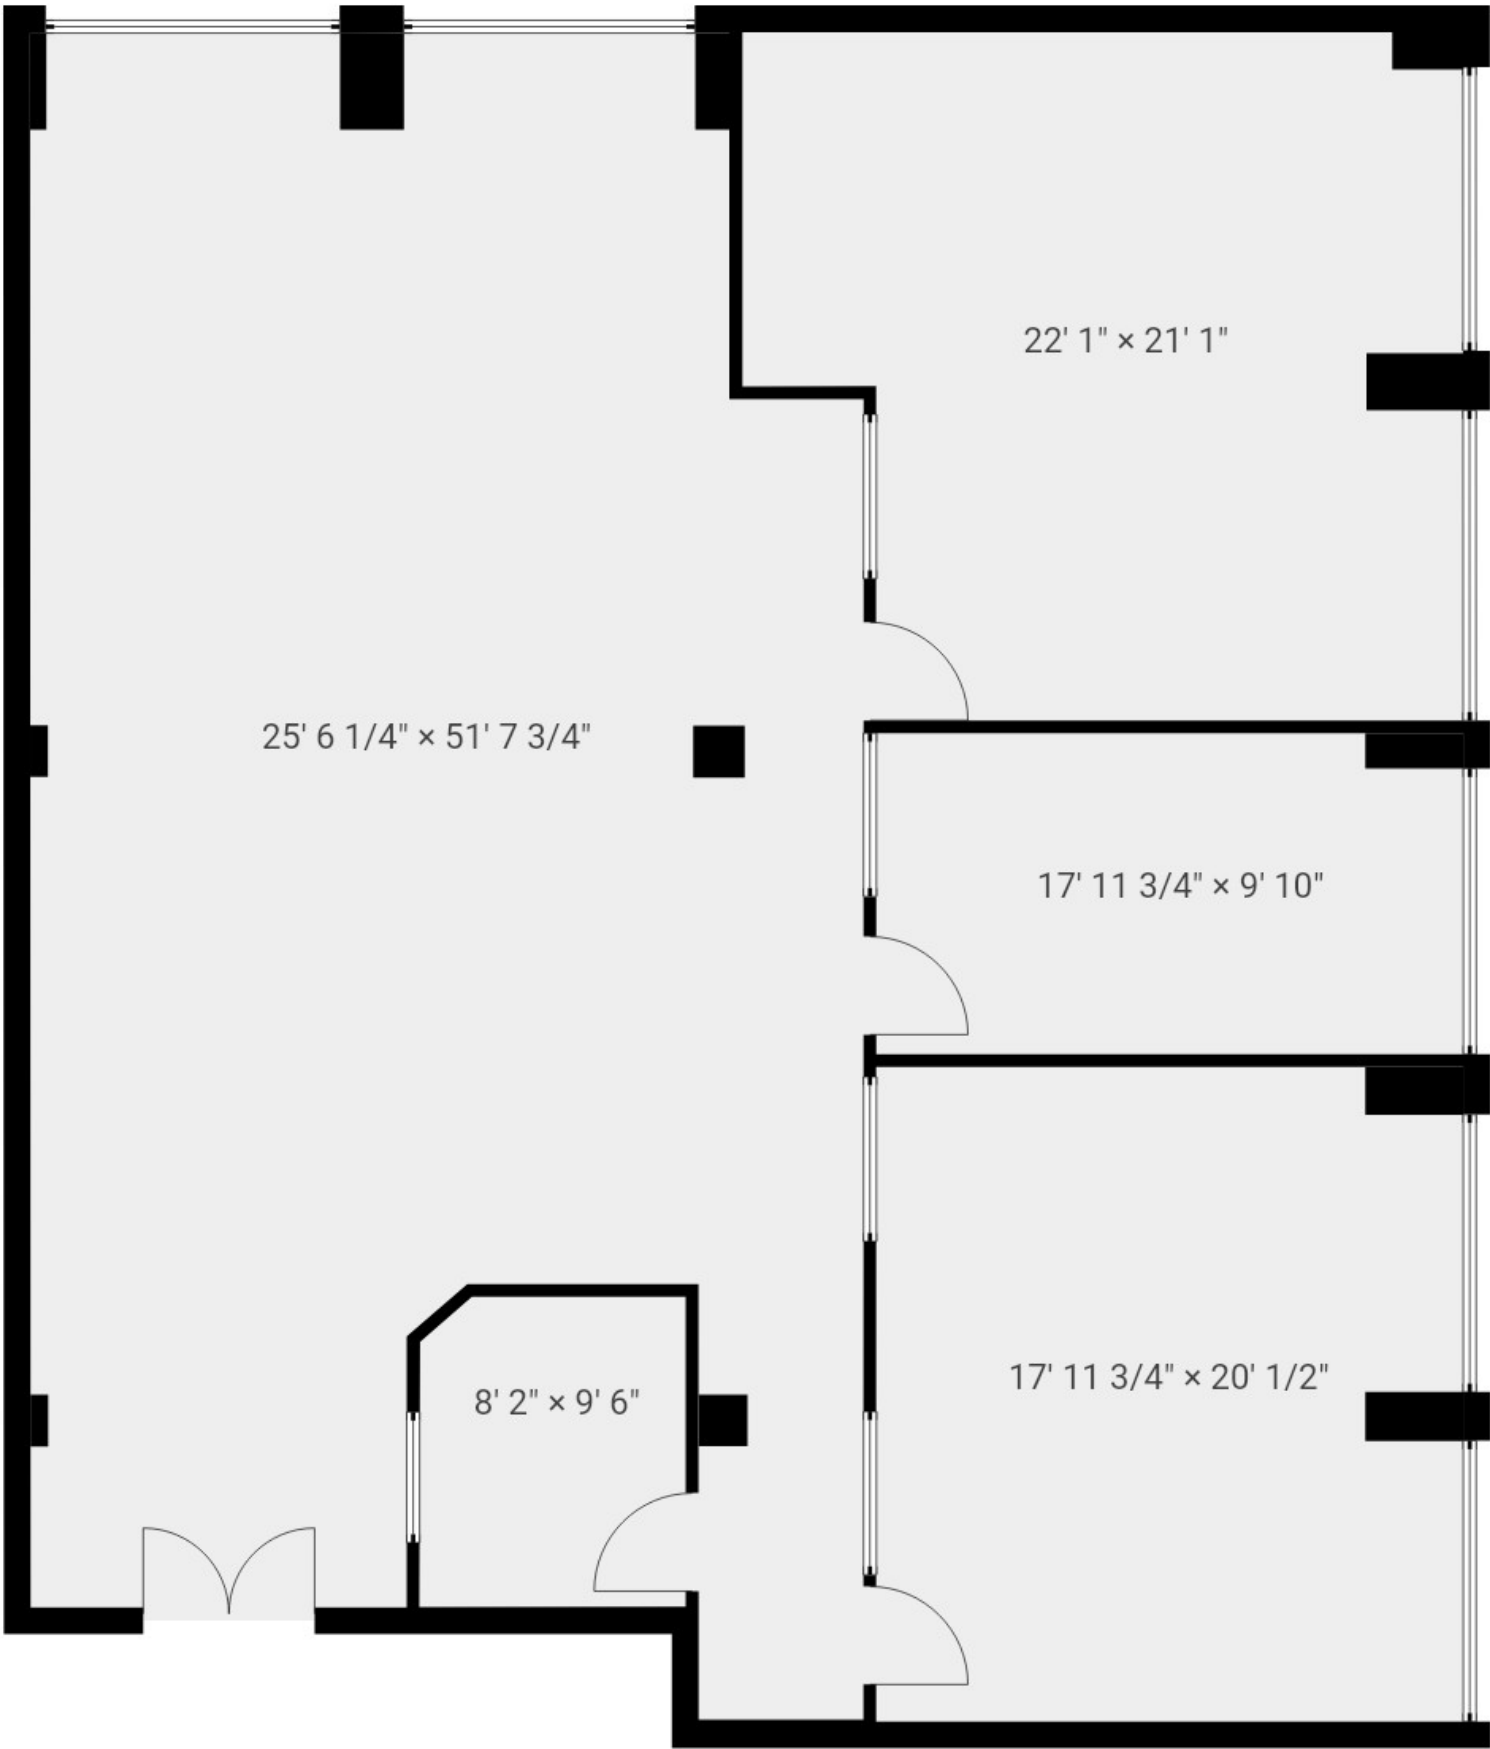 22' 1" × 21' 1"
25' 6 1/4" × 51' 7 3/4"
17' 11 3/4" × 9' 10"
17' 11 3/4" × 20' 1/2"
8' 2" × 9' 6"